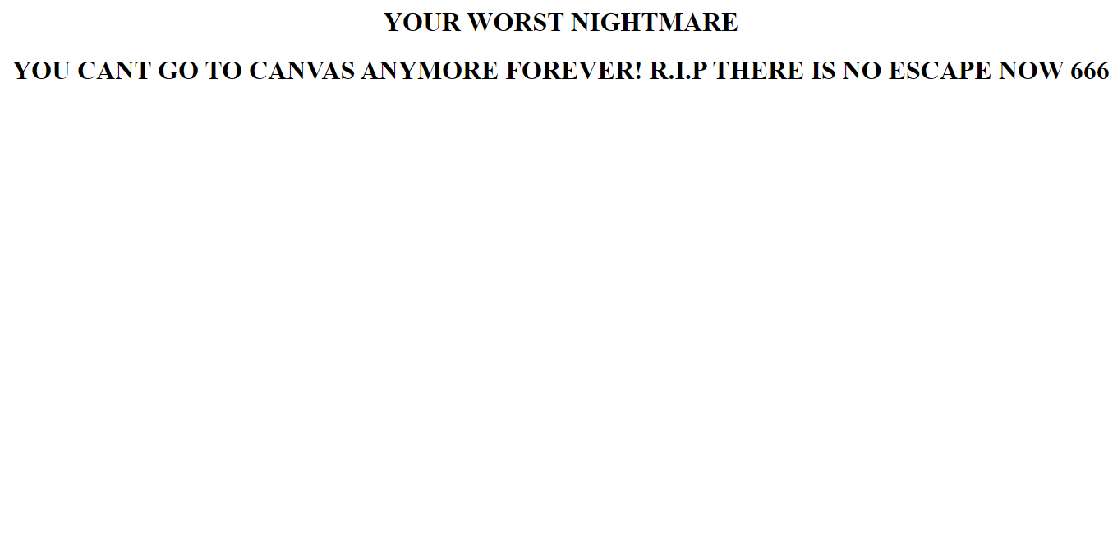 YOUR WORST NIGHTMARE
YOU CANT GO TO CANVAS ANYMORE FOREVER! R.I.P THERE IS NO ESCAPE NOW 666